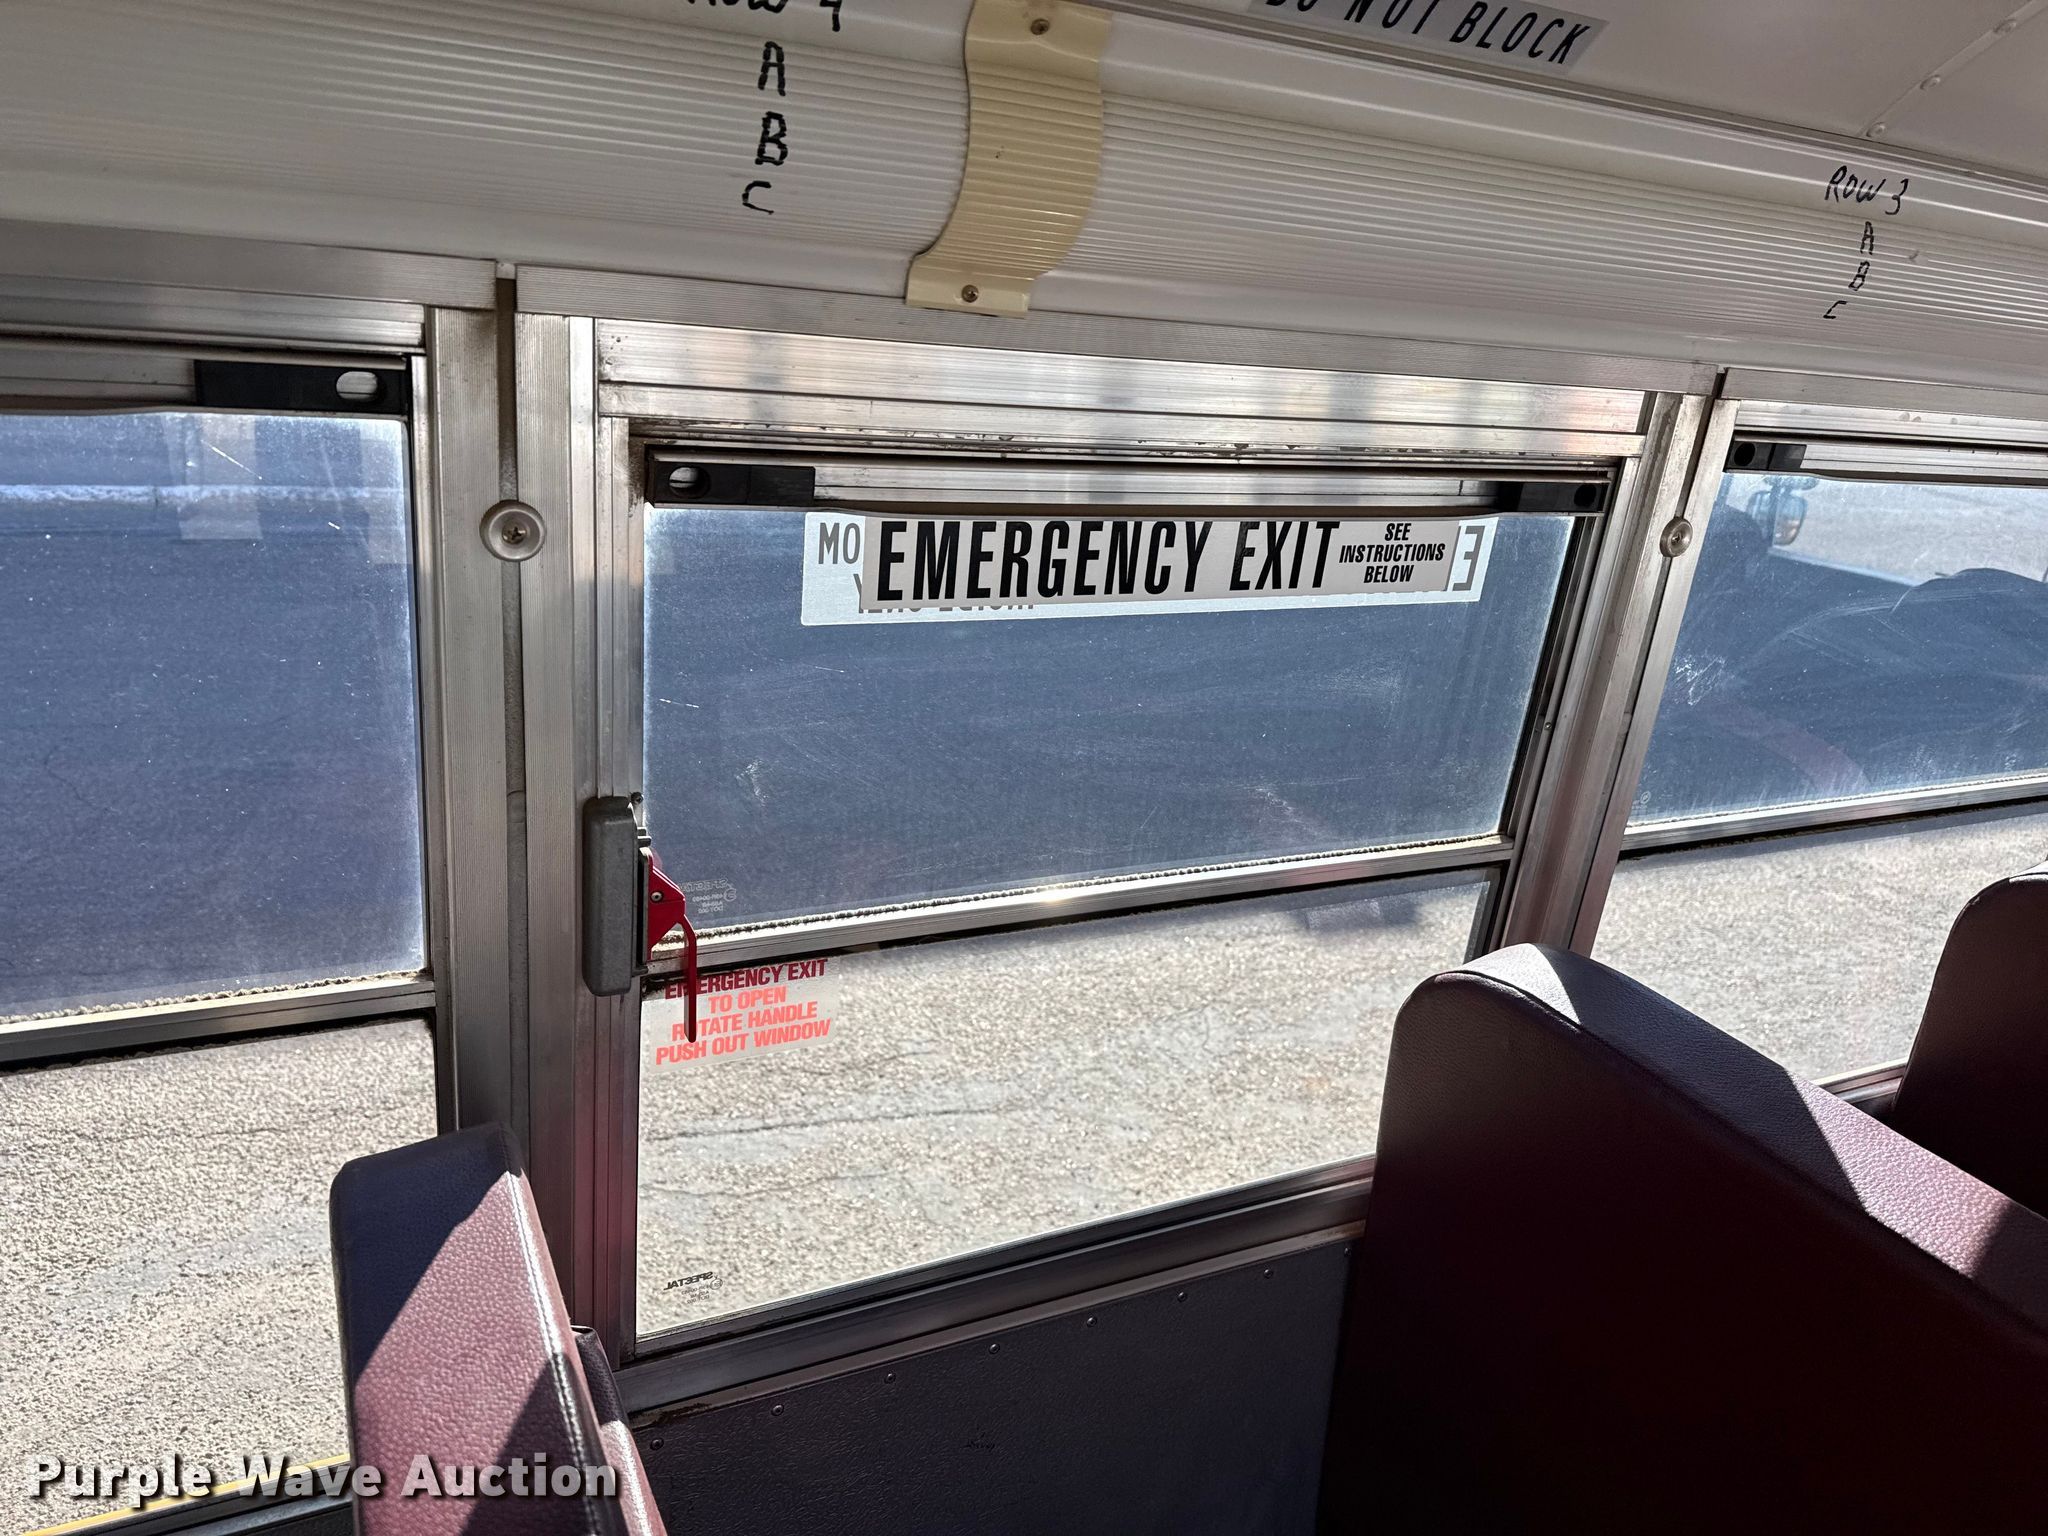 Row 4
A
B
C
DO NOT BLOCK
Row 3
A
B
C
EMERGENCY EXIT
SEE
INSTRUCTIONS
BELOW
EMERGENCY EXIT
TO OPEN
ROTATE HANDLE
PUSH OUT WINDOW
SPECTAL
Purple Wave Auction